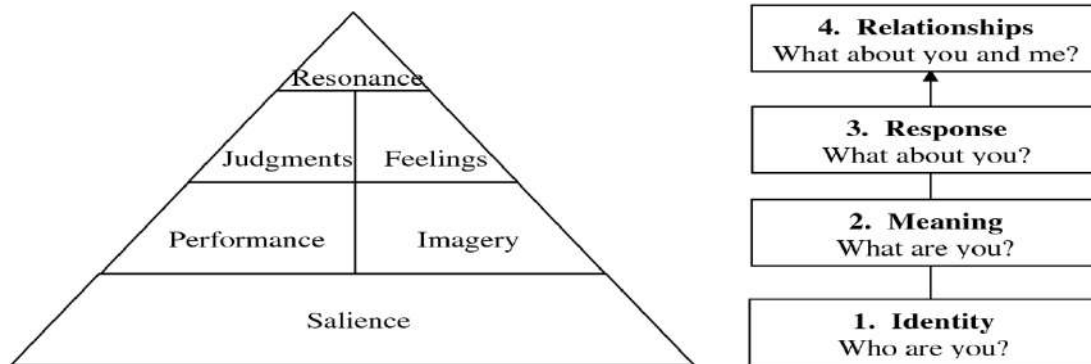 Resonance
Judgments Feelings
Performance Imagery
Salience
4. Relationships
What about you and me?
3. Response
What about you?
2. Meaning
What are you?
1. Identity
Who are you?